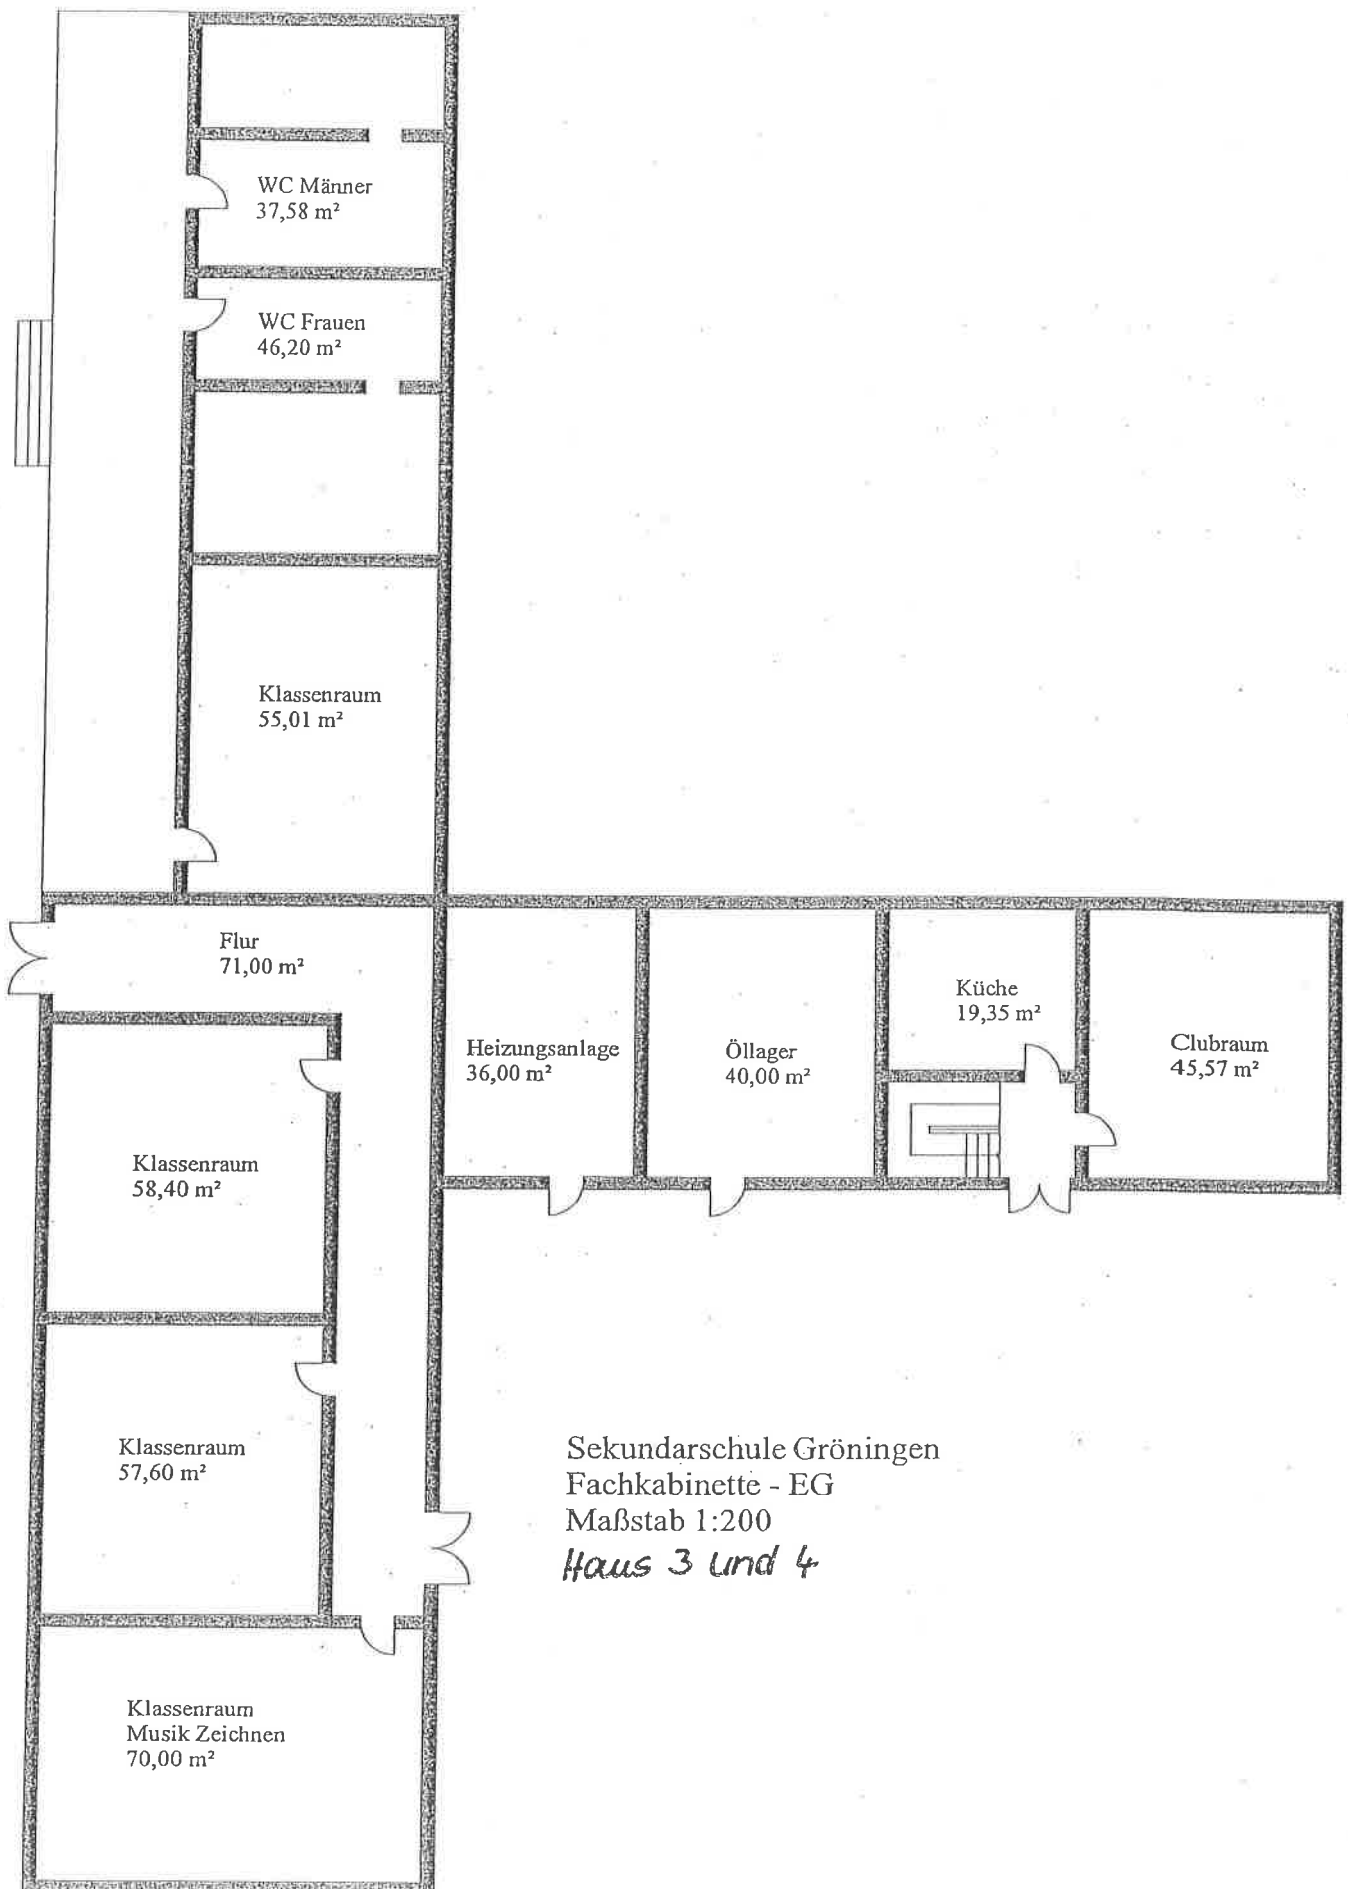 WC Männer
37,58 m²
WC Frauen
46,20 m²
Klassenraum
55,01 m²
Flur
71,00 m²
Heizungsanlage
36,00 m²
Öllager
40,00 m²
Küche
19,35 m²
Clubraum
45,57 m²
Klassenraum
58,40 m²
Klassenraum
57,60 m²
Sekundarschule Gröningen
Fachkabinette - EG
Maßstab 1:200
Haus 3 und 4
Klassenraum
Musik Zeichnen
70,00 m²